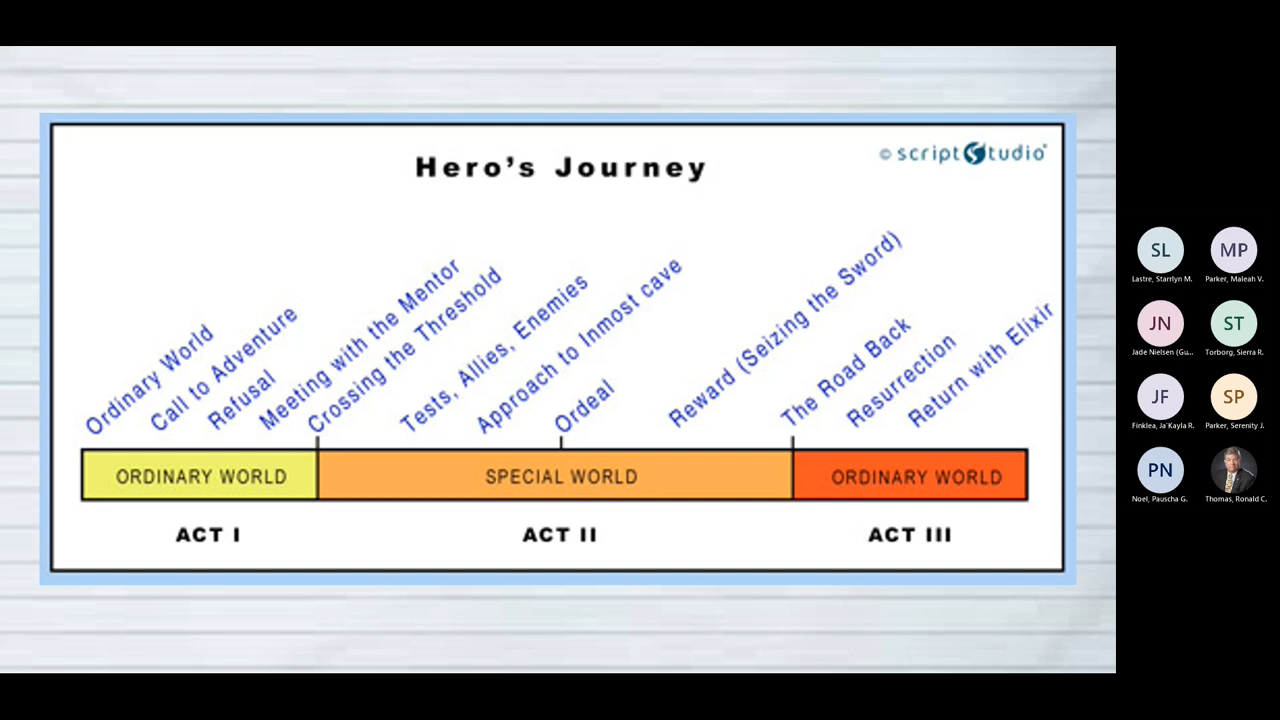 Hero's Journey
© scriptStudio
Ordinary World
Call to Adventure
Refusal
Meeting with the Mentor
Crossing the Threshold
Tests, Allies, Enemies
Approach to Inmost cave
Ordeal
Reward (Seizing the Sword)
The Road Back
Resurrection
Return with Elixir
ORDINARY WORLD
SPECIAL WORLD
ORDINARY WORLD
ACT I
ACT II
ACT III
SL
MP
Lastre, Starrlyn M.
Parker, Maleah V.
JN
ST
Jade Nielsen (Gu...
Torborg, Sierra R.
JF
SP
Finklea, Ja'Kayla R.
Parker, Serenity J.
PN
Noel, Pauscha G.
Thomas, Ronald C.